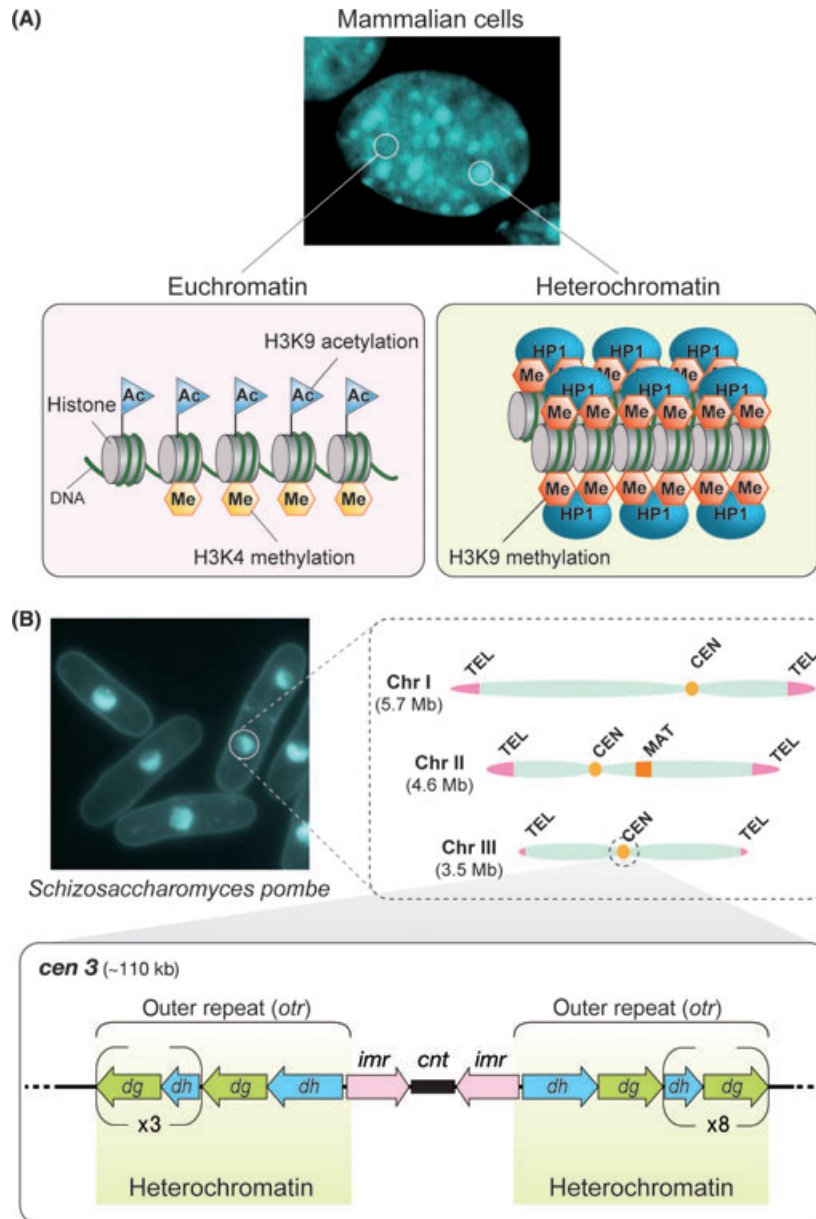 (A)
Mammalian cells
Euchromatin
Heterochromatin
H3K9 acetylation
Ac Ac Ac Ac Ac
Histone
DNA
Me Me Me Me
H3K4 methylation
HP1 HP1 HP1
Me Me Me
HP1 HP1 HP1
Me Me Me Me Me Me
Me Me Me Me Me Me
HP1 HP1 HP1
H3K9 methylation
(B)
Schizosaccharomyces pombe
TEL CEN TEL
Chr I
(5.7 Mb)
TEL CEN MAT TEL
Chr II
(4.6 Mb)
TEL CEN TEL
Chr III
(3.5 Mb)
cen 3 (~110 kb)
Outer repeat (otr) Outer repeat (otr)
imr cnt imr
dg dh dg dh dh dg dh dg
x3 x8
Heterochromatin Heterochromatin